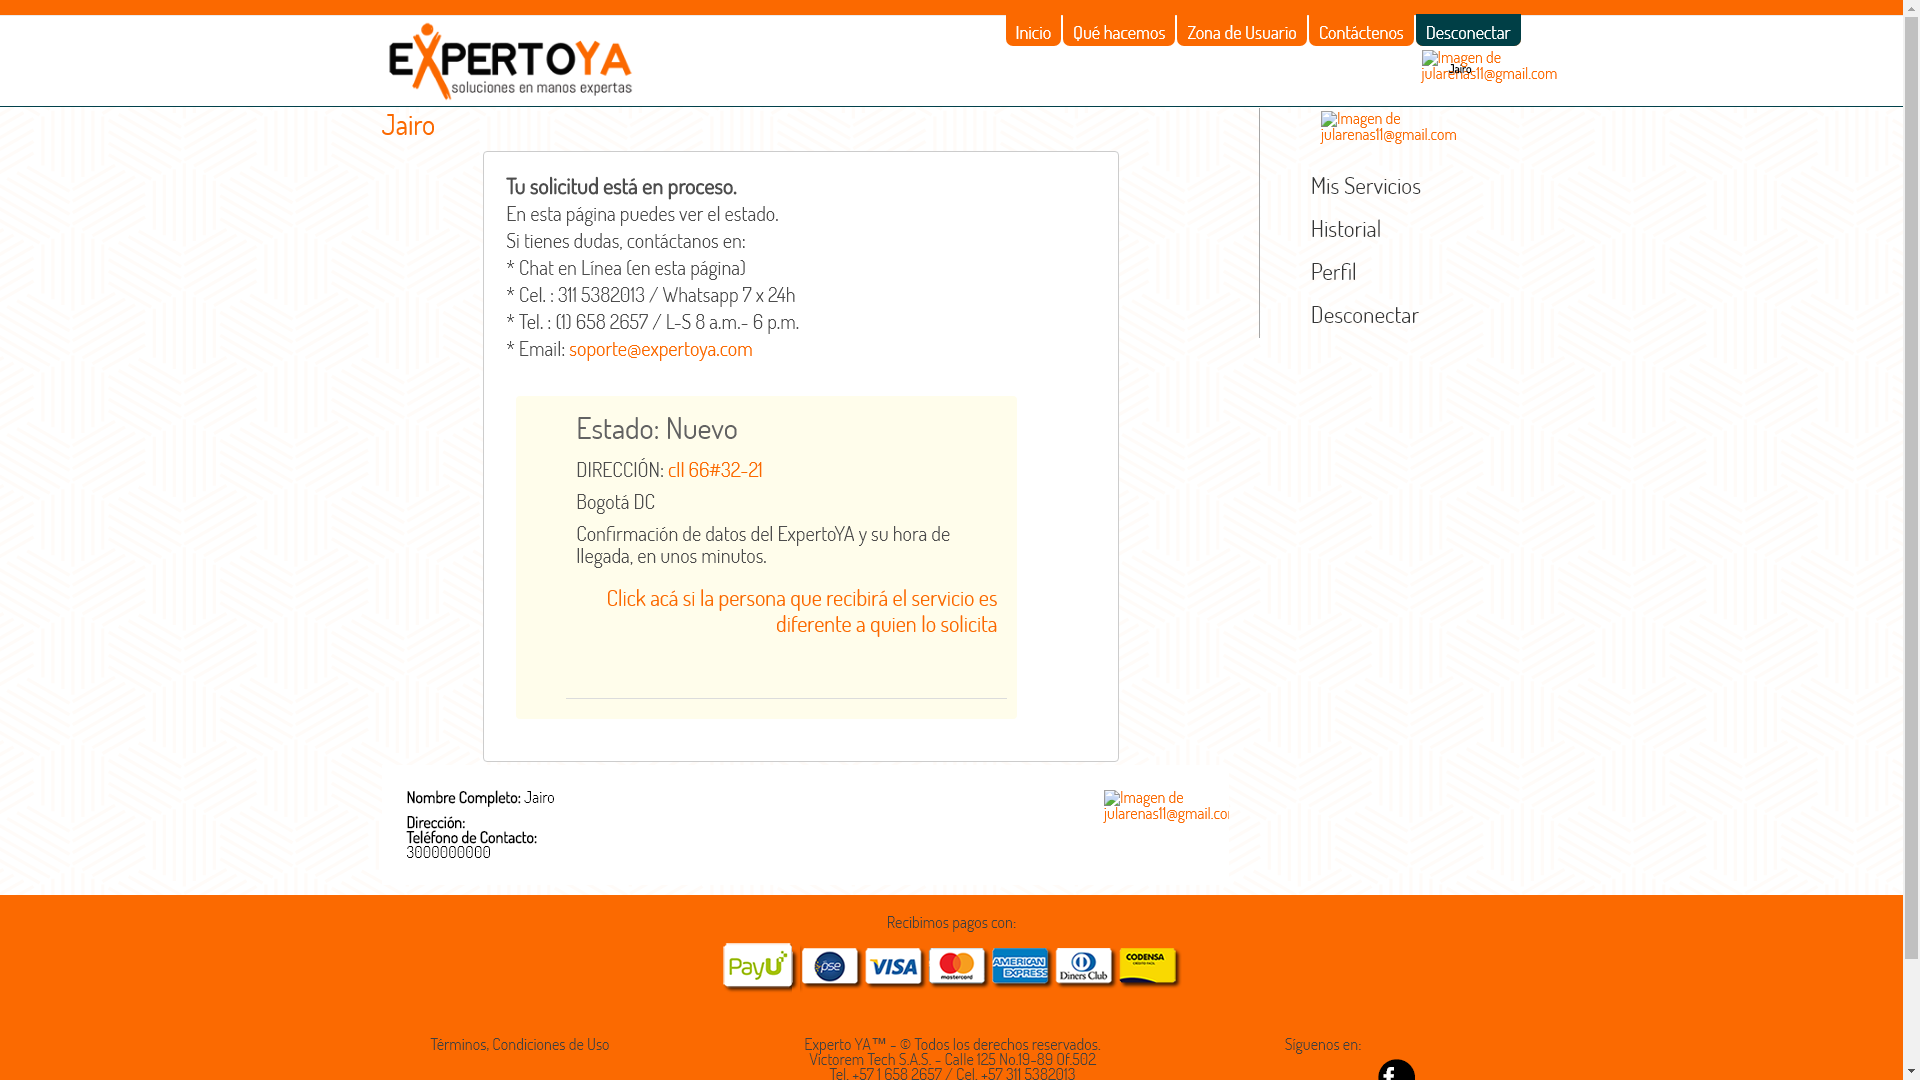 Inicio
Qué hacemos
Zona de Usuario
Contáctenos
Desconectar
EXPERTOYA
soluciones en manos expertas
Imagen de
jularenas11@gmail.com
Jairo
Jairo
Imagen de
jularenas11@gmail.com
Mis Servicios
Historial
Perfil
Desconectar
Tu solicitud está en proceso.
En esta página puedes ver el estado.
Si tienes dudas, contáctanos en:
* Chat en Línea (en esta página)
* Cel. : 311 5382013 / Whatsapp 7 x 24h
* Tel. : (1) 658 2657 / L-S 8 a.m.- 6 p.m.
* Email: soporte@expertoya.com
Estado: Nuevo
DIRECCIÓN: cll 66#32-21
Bogotá DC
Confirmación de datos del ExpertoYA y su hora de
llegada, en unos minutos.
Click acá si la persona que recibirá el servicio es
diferente a quien lo solicita
Nombre Completo: Jairo
Dirección:
Teléfono de Contacto:
3000000000
Imagen de
jularenas11@gmail.co
Recibimos pagos con:
PayU
pse
VISA
mastercard
AMERICAN EXPRESS
Diners Club
CODENSA
Términos, Condiciones de Uso
Experto YA™ - © Todos los derechos reservados.
Victorem Tech S.A.S. - Calle 125 No.19-89 Of.502
Tel. +57 1 658 2657 / Cel. +57 311 5382013
Síguenos en: